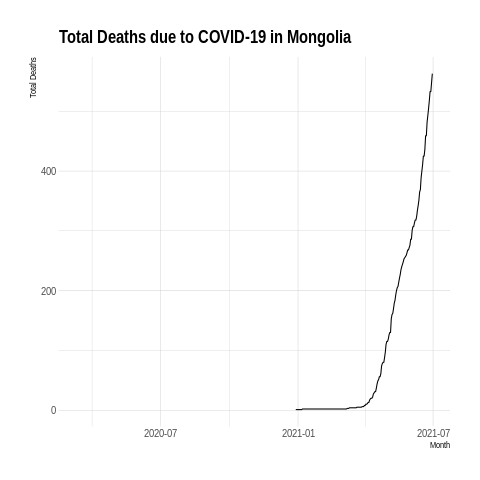 Total Deaths due to COVID-19 in Mongolia
Total Deaths
400
200
0
2020-07
2021-01
2021-07
Month